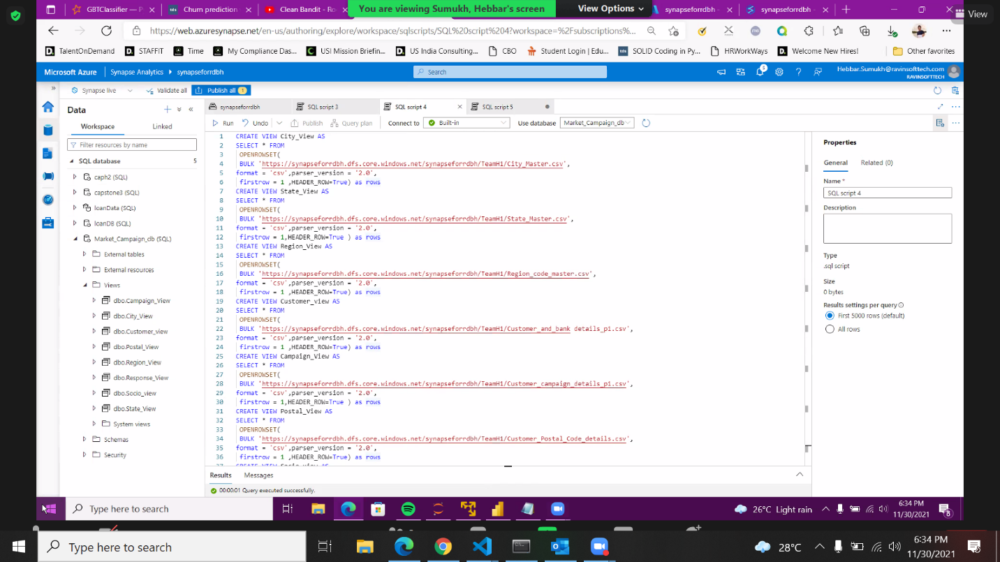 You are viewing Sumukh, Hebbar's screen
View Options
View
GBTClassifier — P
Churn prediction
Clean Bandit - Ro
synapseforrdbh -
synapseforrdbh -
https://web.azuresynapse.net/en-us/authoring/explore/workspace/sqlscripts/SQL%20script%204?workspace=%2Fsubscriptions%...
TalentOnDemand
STAFFIT
Time
My Compliance Das...
USI Mission Briefin...
US India Consulting...
CBO
Student Login | Edu...
SOLID Coding in Py...
HRWorkWays
Welcome New Hires!
Other favorites
Microsoft Azure
Synapse Analytics
synapseforrdbh
Search
5
Hebbar.Sumukh@ravinsofttech.com
RAVINSOFTTECH
Synapse live
Validate all
Publish all 1
Data
Workspace
Linked
Filter resources by name
SQL database 5
caph2 (SQL)
capstone3 (SQL)
loanData (SQL)
loanDB (SQL)
Market_Campaign_db (SQL)
External tables
External resources
Views
dbo.Campaign_View
dbo.City_View
dbo.Customer_view
dbo.Postal_View
dbo.Region_View
dbo.Response_View
dbo.Socio_view
dbo.State_View
System views
Schemas
Security
synapseforrdbh
SQL script 3
SQL script 4
SQL script 5
Run
Undo
Publish
Query plan
Connect to
Built-in
Use database
Market_Campaign_db
1 CREATE VIEW City_View AS
2 SELECT * FROM
3 OPENROWSET(
4 BULK 'https://synapseforrdbh.dfs.core.windows.net/synapseforrdbh/TeamH1/City_Master.csv',
5 format = 'csv',parser_version = '2.0',
6 firstrow = 1 ,HEADER_ROW=True) as rows
7 CREATE VIEW State_View AS
8 SELECT * FROM
9 OPENROWSET(
10 BULK 'https://synapseforrdbh.dfs.core.windows.net/synapseforrdbh/TeamH1/State_Master.csv',
11 format = 'csv',parser_version = '2.0',
12 firstrow = 1,HEADER_ROW=True ) as rows
13 CREATE VIEW Region_View AS
14 SELECT * FROM
15 OPENROWSET(
16 BULK 'https://synapseforrdbh.dfs.core.windows.net/synapseforrdbh/TeamH1/Region_code_master.csv',
17 format = 'csv',parser_version = '2.0',
18 firstrow = 1 ,HEADER_ROW=True) as rows
19 CREATE VIEW Customer_view AS
20 SELECT * FROM
21 OPENROWSET(
22 BULK 'https://synapseforrdbh.dfs.core.windows.net/synapseforrdbh/TeamH1/Customer_and_bank details_p1.csv',
23 format = 'csv',parser_version = '2.0',
24 firstrow = 1 ,HEADER_ROW=True) as rows
25 CREATE VIEW Campaign_View AS
26 SELECT * FROM
27 OPENROWSET(
28 BULK 'https://synapseforrdbh.dfs.core.windows.net/synapseforrdbh/TeamH1/Customer_campaign_details_p1.csv',
29 format = 'csv',parser_version = '2.0',
30 firstrow = 1,HEADER_ROW=True ) as rows
31 CREATE VIEW Postal_View AS
32 SELECT * FROM
33 OPENROWSET(
34 BULK 'https://synapseforrdbh.dfs.core.windows.net/synapseforrdbh/TeamH1/Customer_Postal_Code_details.csv',
35 format = 'csv',parser_version = '2.0',
36 firstrow = 1 ,HEADER_ROW=True) as rows
37 CREATE VIEW Socio_view AS
Results
Messages
00:00:01 Query executed successfully.
Properties
General
Related (0)
Name *
SQL script 4
Description
Type
.sql script
Size
0 bytes
Results settings per query
First 5000 rows (default)
All rows
Type here to search
26°C Light rain
6:34 PM
11/30/2021
8
Type here to search
28°C
6:34 PM
11/30/2021